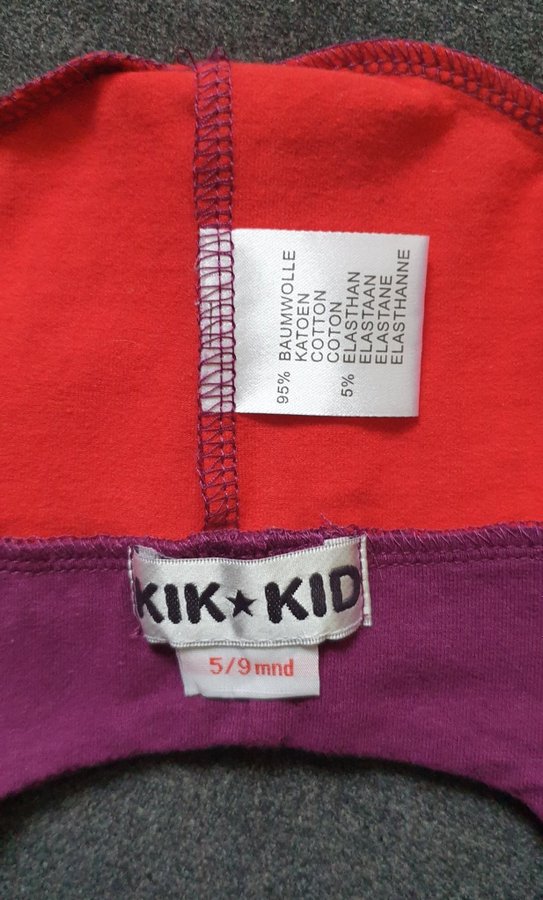 95% BAUMWOLLE
KATOEN
COTTON
COTON
5% ELASTHAN
ELASTAAN
ELASTANE
ELASTHANNE
KIK★KID
5/9 mnd